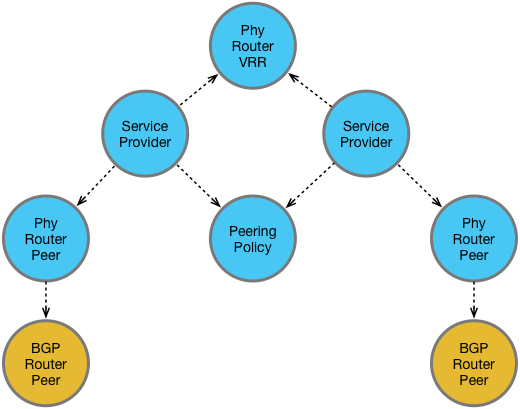 Phy
Router
VRR
Service
Provider
Service
Provider
Phy
Router
Peer
Peering
Policy
Phy
Router
Peer
BGP
Router
Peer
BGP
Router
Peer